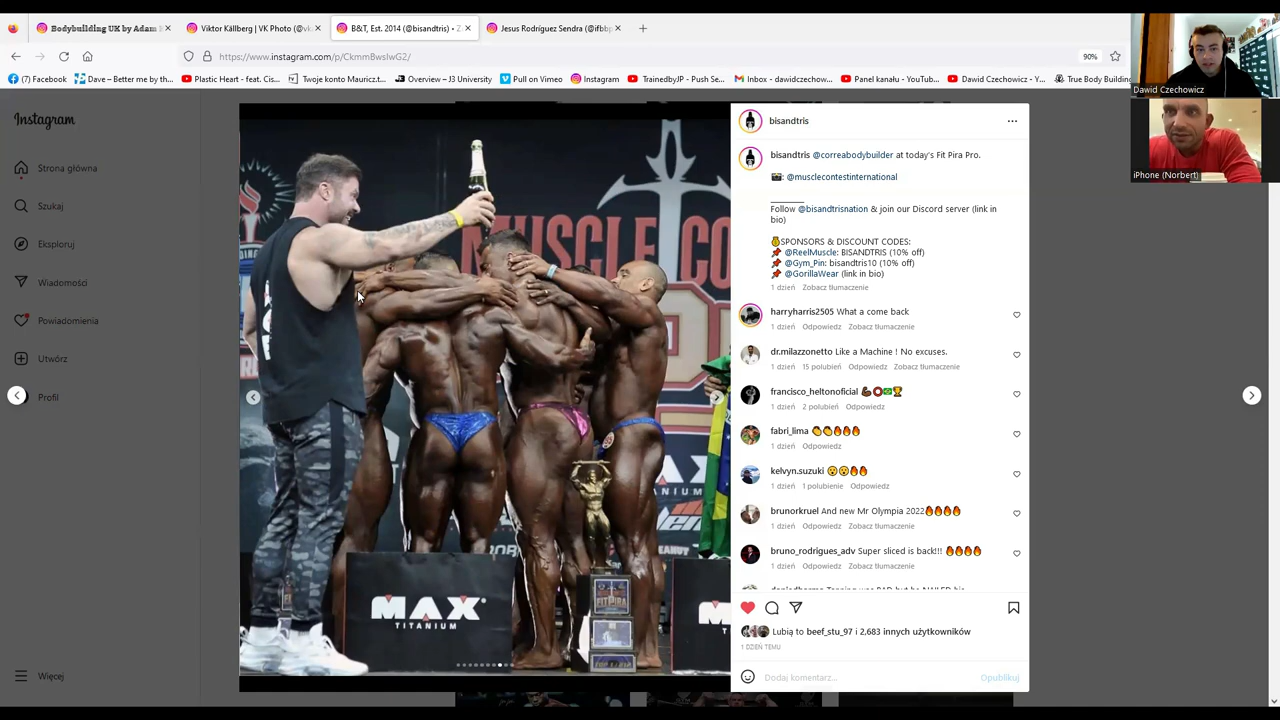 Bodybuilding UK by Adam
Viktor Källberg | VK Photo (@vk
B&T, Est. 2014 (@bisandtris) •
Jesus Rodríguez Sendra (@ifbb
https://www.instagram.com/p/CkmmBwsIwG2/
90%
(7) Facebook
Dave – Better me by th...
Plastic Heart - feat. Cis...
Twoje konto Mauricz.t...
Overview – J3 University
Pull on Vimeo
Instagram
TrainedbyJP - Push Se...
Inbox - dawidczechow...
Panel kanału - YouTub...
Dawid Czechowicz - Y...
True Body Building
Dawid Czechowicz
iPhone (Norbert)
Instagram
Strona główna
Szukaj
Eksploruj
Wiadomości
Powiadomienia
Utwórz
Profil
Więcej
MUSCLE CO
MAX
TITANIUM
MAX
FITPIRA
bisandtris
bisandtris @correabodybuilder at today's Fit Pira Pro.
📸: @musclecontestinternational
Follow @bisandtrisnation & join our Discord server (link in
bio)
💰SPONSORS & DISCOUNT CODES:
📌 @ReelMuscle: BISANDTRIS (10% off)
📌 @Gym_Pin: bisandtris10 (10% off)
📌 @GorillaWear (link in bio)
1 dzień Zobacz tłumaczenie
harryharris2505 What a come back
1 dzień Odpowiedz Zobacz tłumaczenie
dr.milazzonetto Like a Machine ! No excuses.
1 dzień 15 polubień Odpowiedz Zobacz tłumaczenie
francisco_heltonoficial 💪🏿⭕🇧🇷🏆
1 dzień 2 polubień Odpowiedz
fabri_lima 👏👏🔥🔥🔥
1 dzień Odpowiedz
kelvyn.suzuki 😮😮🔥🔥
1 dzień 1 polubienie Odpowiedz
brunorkruel And new Mr Olympia 2022🔥🔥🔥🔥
1 dzień Odpowiedz Zobacz tłumaczenie
bruno_rodrigues_adv Super sliced is back!!! 🔥🔥🔥🔥
1 dzień Odpowiedz Zobacz tłumaczenie
Lubią to beef_stu_97 i 2,683 innych użytkowników
1 DZIEŃ TEMU
Dodaj komentarz...
Opublikuj